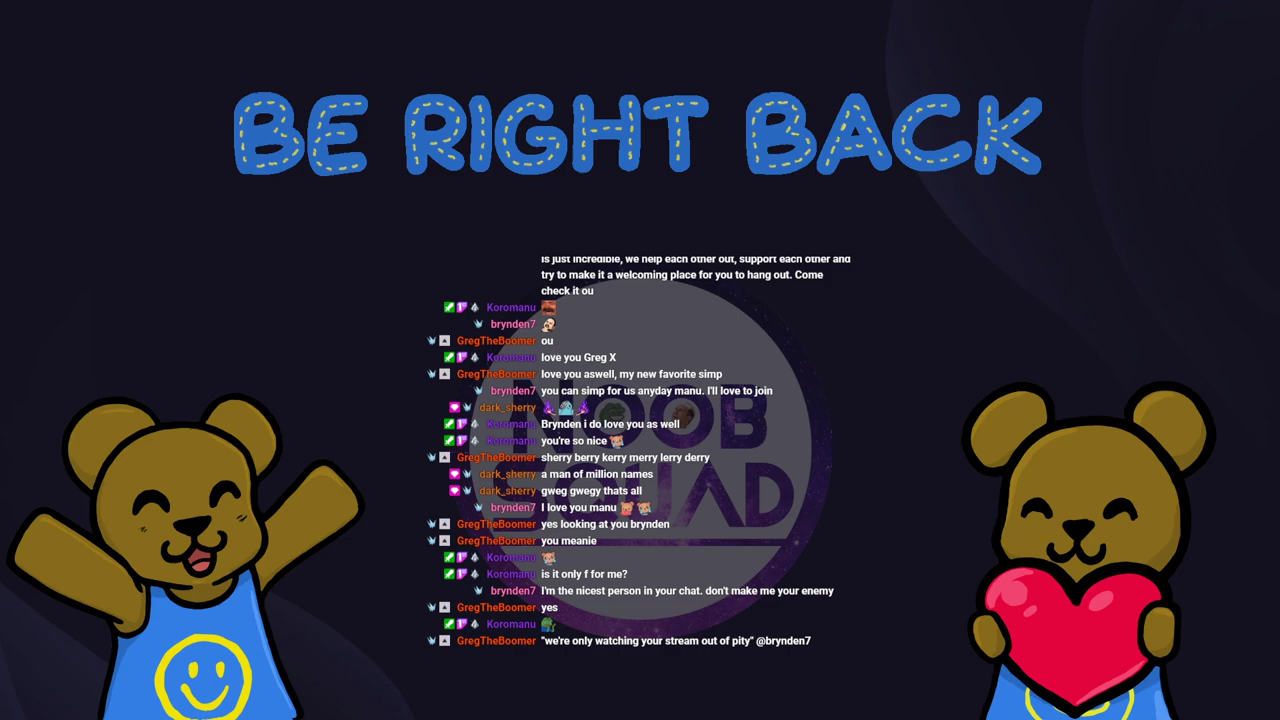 BE RIGHT BACK
is just incredible, we help each other out, support each other and
try to make it a welcoming place for you to hang out. Come
check it ou
Koromanu
brynden7
GregTheBoomer ou
Koromanu love you Greg X
GregTheBoomer love you aswell, my new favorite simp
brynden7 you can simp for us anyday manu. I'll love to join
dark_sherry
Koromanu Brynden i do love you as well
Koromanu you're so nice
GregTheBoomer sherry berry kerry merry lerry derry
dark_sherry a man of million names
dark_sherry gweg gwegy thats all
brynden7 I love you manu
GregTheBoomer yes looking at you brynden
GregTheBoomer you meanie
Koromanu
Koromanu is it only f for me?
brynden7 I'm the nicest person in your chat. don't make me your enemy
GregTheBoomer yes
Koromanu
GregTheBoomer "we're only watching your stream out of pity" @brynden7
NOOB
SQUAD